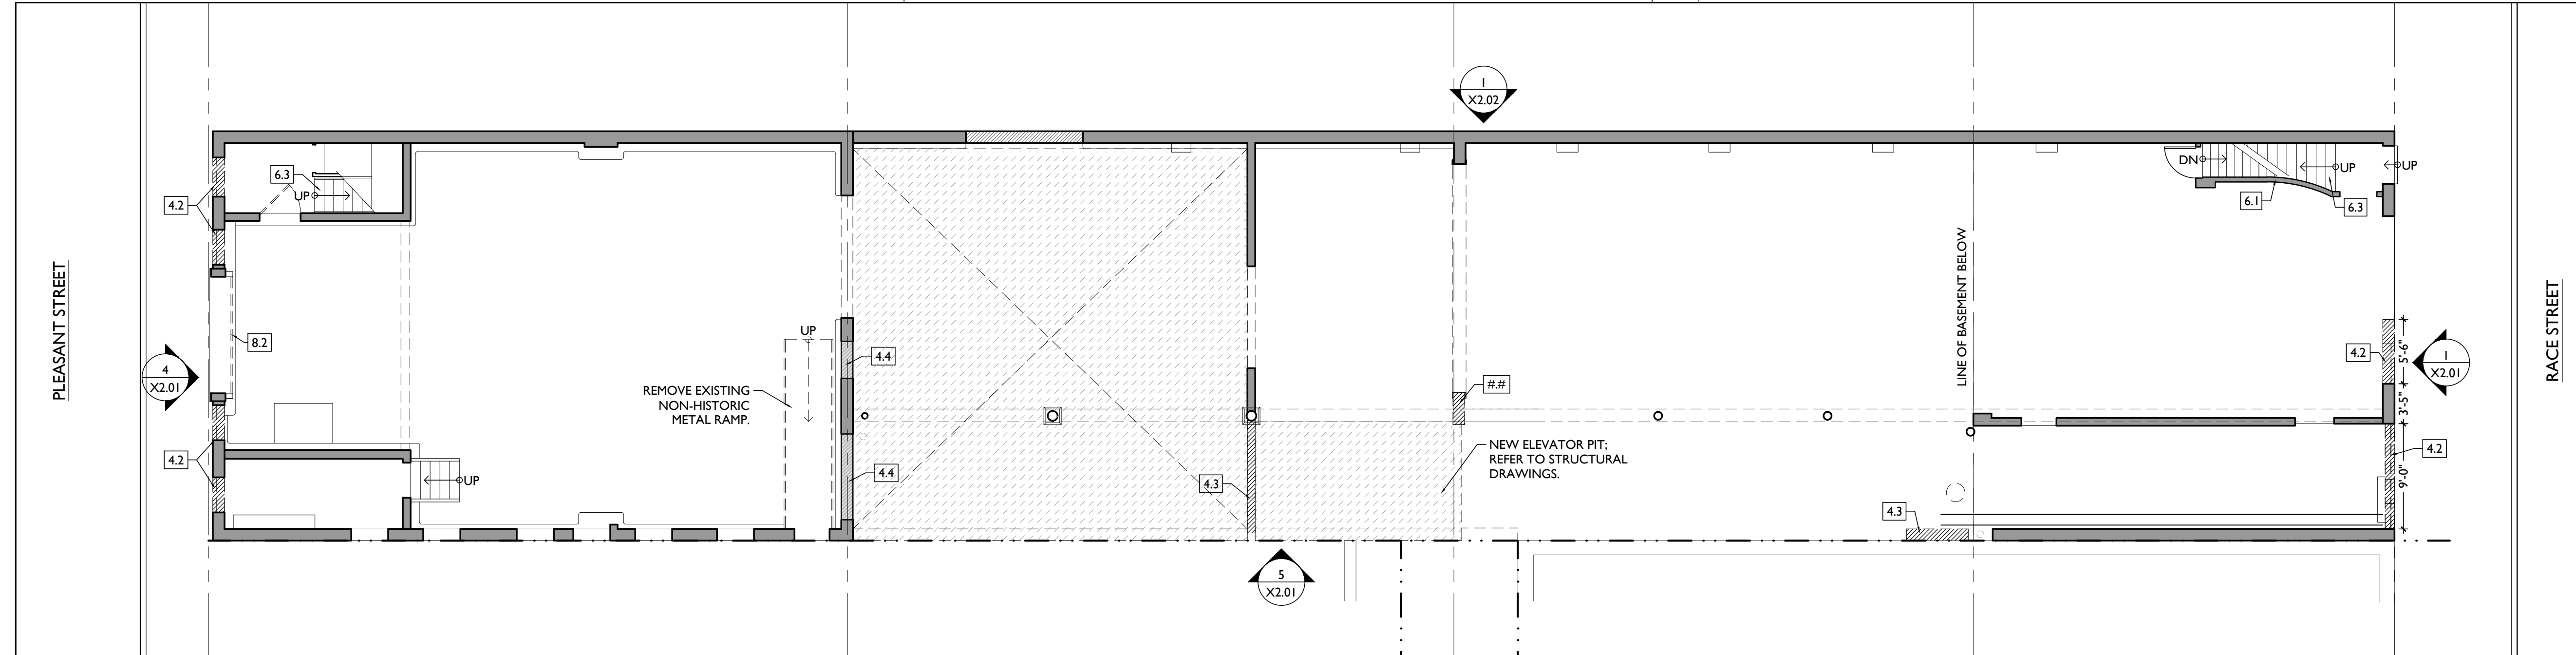 1
X2.02
6.3
UP
4.2
DN
UP
UP
6.1
6.3
PLEASANT STREET
LINE OF BASEMENT BELOW
RACE STREET
8.2
UP
4.4
4
X2.01
REMOVE EXISTING
NON-HISTORIC
METAL RAMP.
#.#
4.2
5'-6"
1
X2.01
3'-5"
NEW ELEVATOR PIT;
REFER TO STRUCTURAL
DRAWINGS.
4.2
UP
4.4
4.3
4.2
9'-0"
4.3
5
X2.01